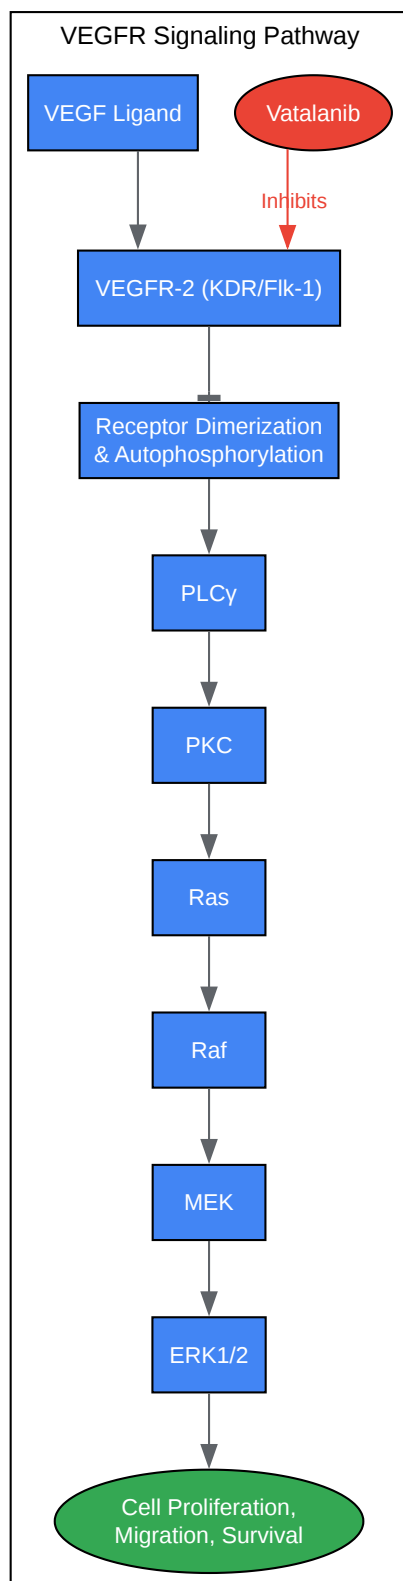 VEGFR Signaling Pathway
VEGF Ligand
Vatalanib
Inhibits
VEGFR-2 (KDR/Flk-1)
Receptor Dimerization
& Autophosphorylation
PLCγ
PKC
Ras
Raf
MEK
ERK1/2
Cell Proliferation,
Migration, Survival